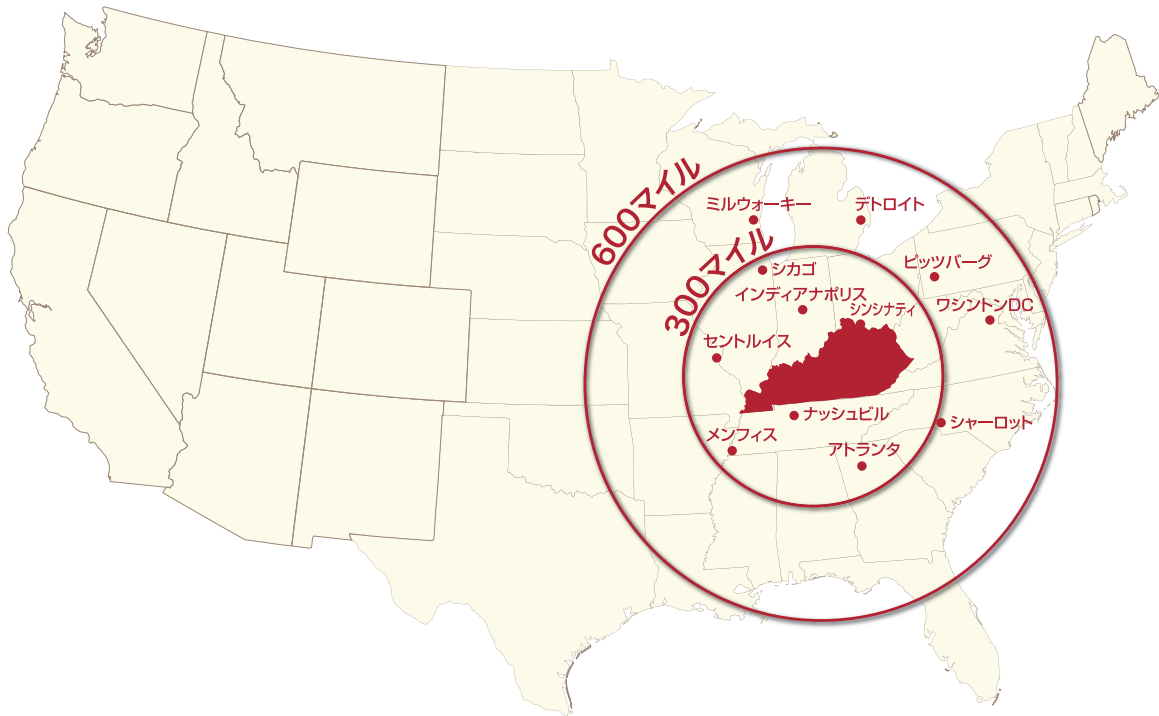 600マイル
ミルウォーキー
デトロイト
300マイル
シカゴ
ピッツバーグ
インディアナポリス
シンシナティ
ワシントンDC
セントルイス
ナッシュビル
シャーロット
メンフィス
アトランタ